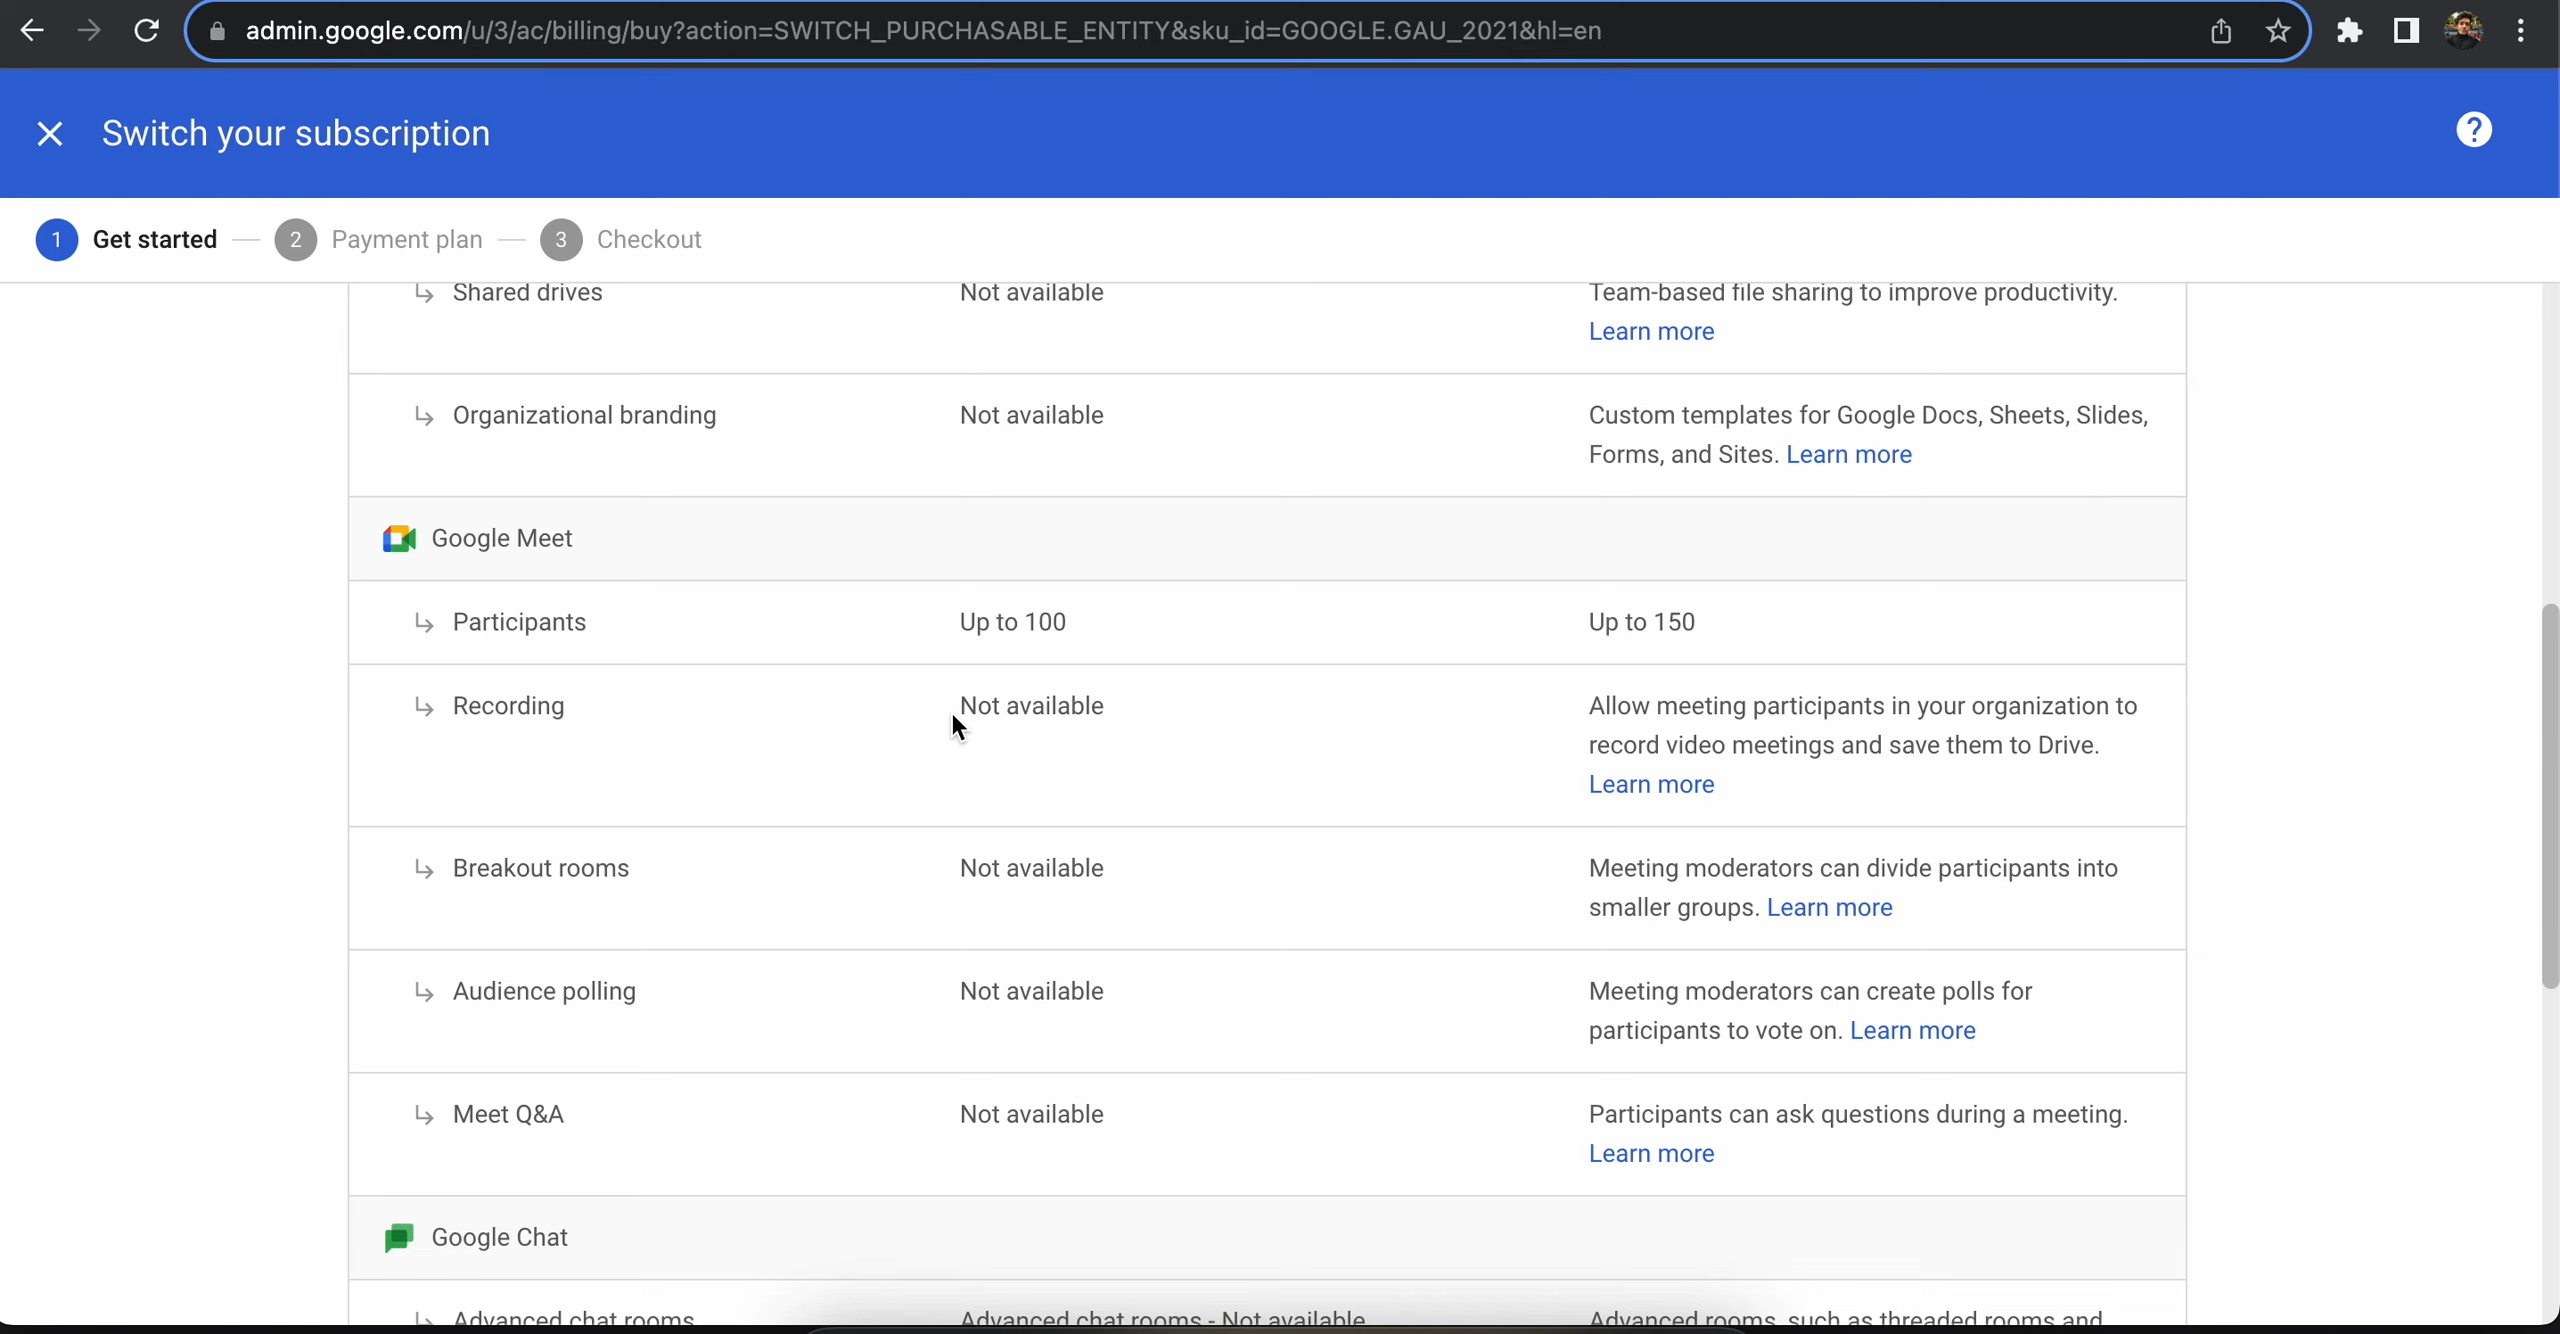 admin.google.com/u/3/ac/billing/buy?action=SWITCH_PURCHASABLE_ENTITY&sku_id=GOOGLE.GAU_2021&hl=en
Switch your subscription
?
1 Get started 2 Payment plan 3 Checkout
Shared drives Not available Team-based file sharing to improve productivity.
Learn more
Organizational branding Not available Custom templates for Google Docs, Sheets, Slides,
Forms, and Sites. Learn more
Google Meet
Participants Up to 100 Up to 150
Recording Not available Allow meeting participants in your organization to
record video meetings and save them to Drive.
Learn more
Breakout rooms Not available Meeting moderators can divide participants into
smaller groups. Learn more
Audience polling Not available Meeting moderators can create polls for
participants to vote on. Learn more
Meet Q&A Not available Participants can ask questions during a meeting.
Learn more
Google Chat
Advanced chat rooms Advanced chat rooms - Not available Advanced rooms, such as threaded rooms and